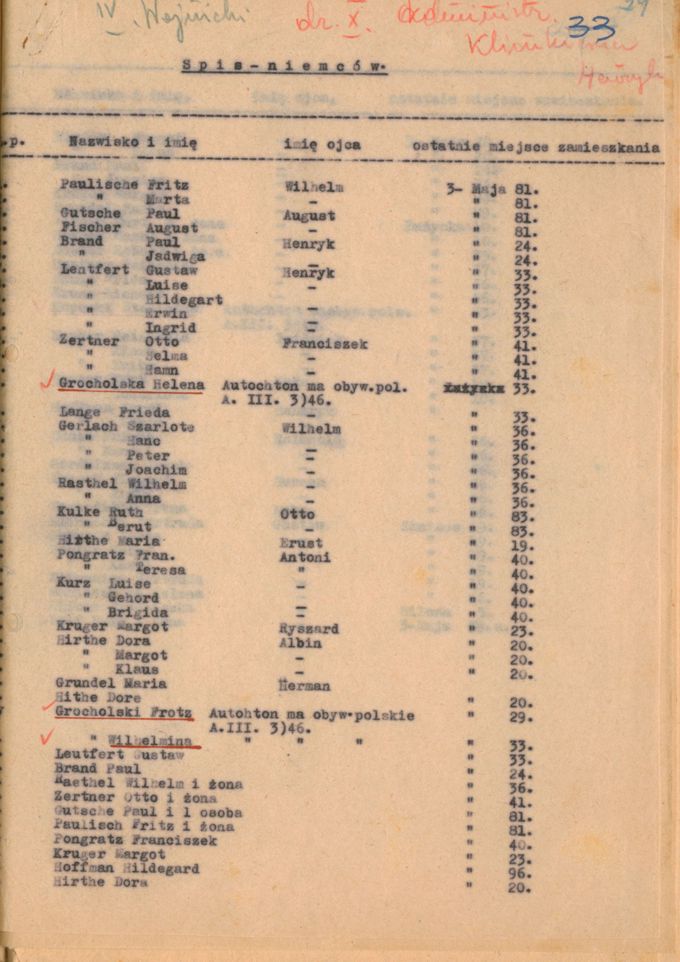 IV. Wójnicki
dr. X.
33
Spis-niemców.
.p. Nazwisko i imię imię ojca ostatnie miejsce zamieszkania
Paulische Fritz Wilhelm 3- Maja 81.
" Marta - " 81.
Gutsche Paul August " 81.
Fischer August - " 81.
Brand Paul Henryk " 24.
" Jadwiga - " 24.
Leutfert Gustaw Henryk " 33.
" Luise - " 33.
" Hildegart " 33.
" Erwin - " 33.
" Ingrid - " 33.
Zertner Otto Franciszek " 41.
" Selma - " 41.
" Hamn - " 41.
Grocholska Helena Autochton ma obyw.pol. 33.
A. III. 3)46.
Lange Frieda - " 33.
Gerlach Szarlote Wilhelm " 36.
" Hanc - " 36.
" Peter - " 36.
" Joachim - " 36.
Rasthel Wilhelm - " 36.
" Anna - " 36.
Kulke Ruth Otto " 83.
" Berut - " 83.
Hirthe Maria Erust " 19.
Pongratz Fran. Antoni " 40.
" Teresa " " 40.
Kurz Luise - " 40.
" Gehord - " 40.
" Brigida - " 40.
Kruger Margot Ryszard " 23.
Hirthe Dora Albin " 20.
" Margot - " 20.
" Klaus - " 20.
Grundel Maria Herman
Hithe Dore " 20.
Grocholski Frotz Autohton ma obyw-polskie " 29.
A.III. 3)46.
" Wilhelmina " " " " 33.
Leutfert Gustaw " 33.
Brand Paul " 24.
Raethel Wilhelm i żona " 36.
Zertner Otto i żona " 41.
Gutsche Paul i 1 osoba " 81.
Paulisch Fritz i żona " 81.
Pongratz Franciszek " 40.
Kruger Margot " 23.
Hoffman Hildegard " 96.
Hirthe Dora " 20.